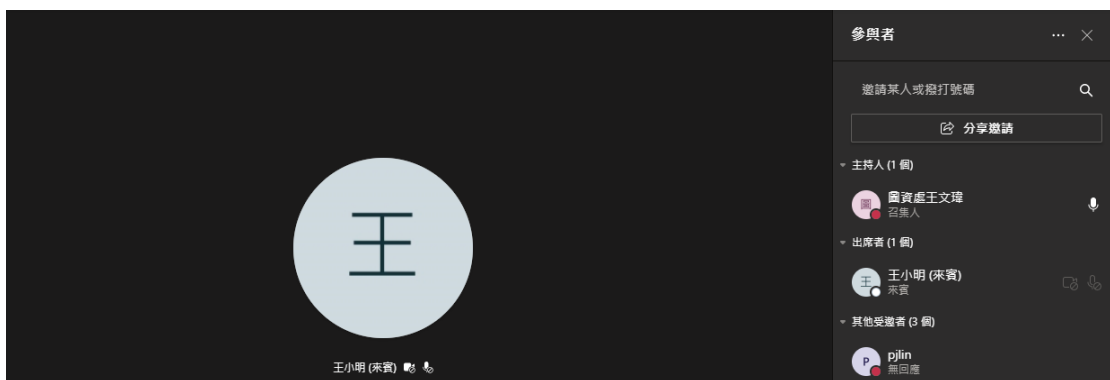 王
王小明 (來賓)
參與者
邀請某人或撥打號碼
分享邀請
主持人 (1 個)
圖
圖資處王文瑋
召集人
出席者 (1 個)
王
王小明 (來賓)
來賓
其他受邀者 (3 個)
P
pjlin
無回應